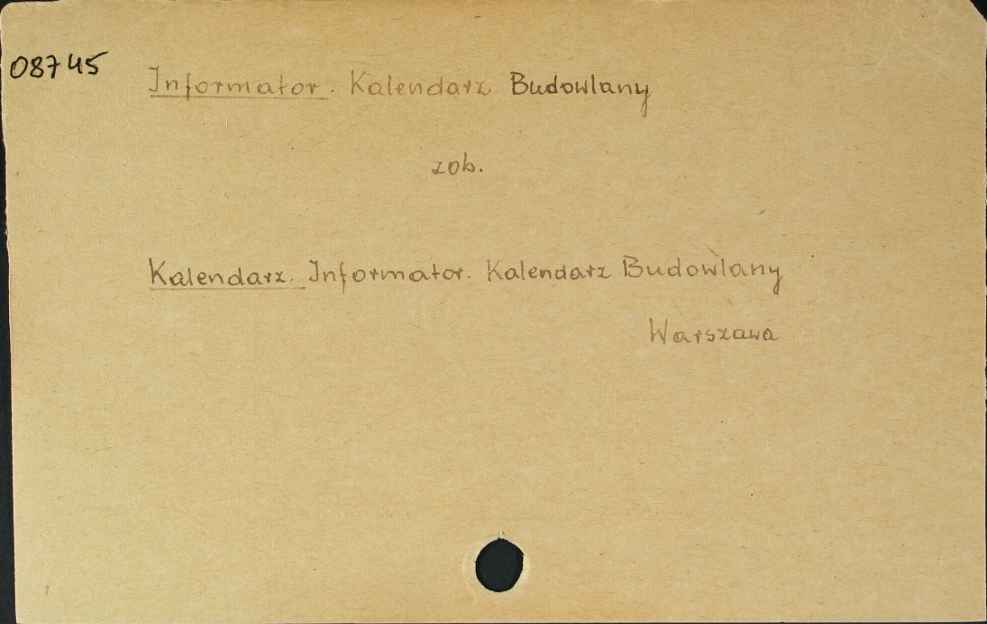 08745
Informator. Kalendarz Budowlany
zob.
Kalendarz. Informator. Kalendarz Budowlany
Warszawa